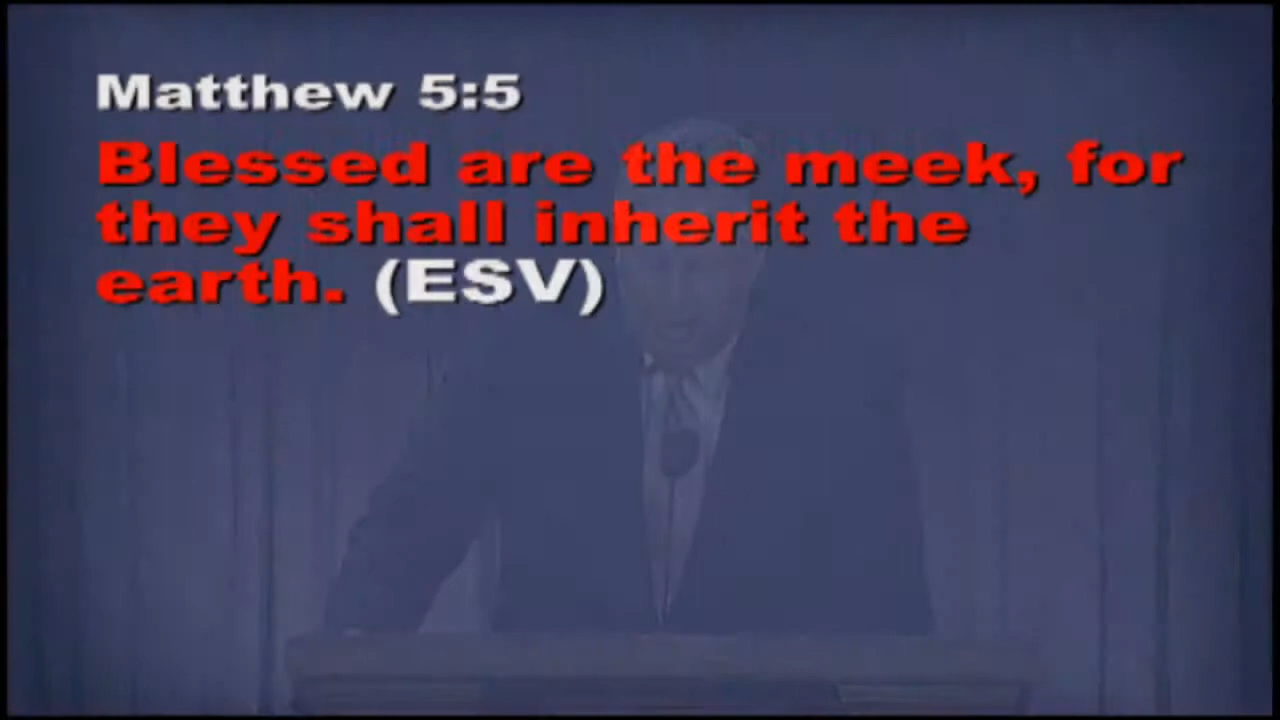 Matthew 5:5
Blessed are the meek, for
they shall inherit the
earth. (ESV)